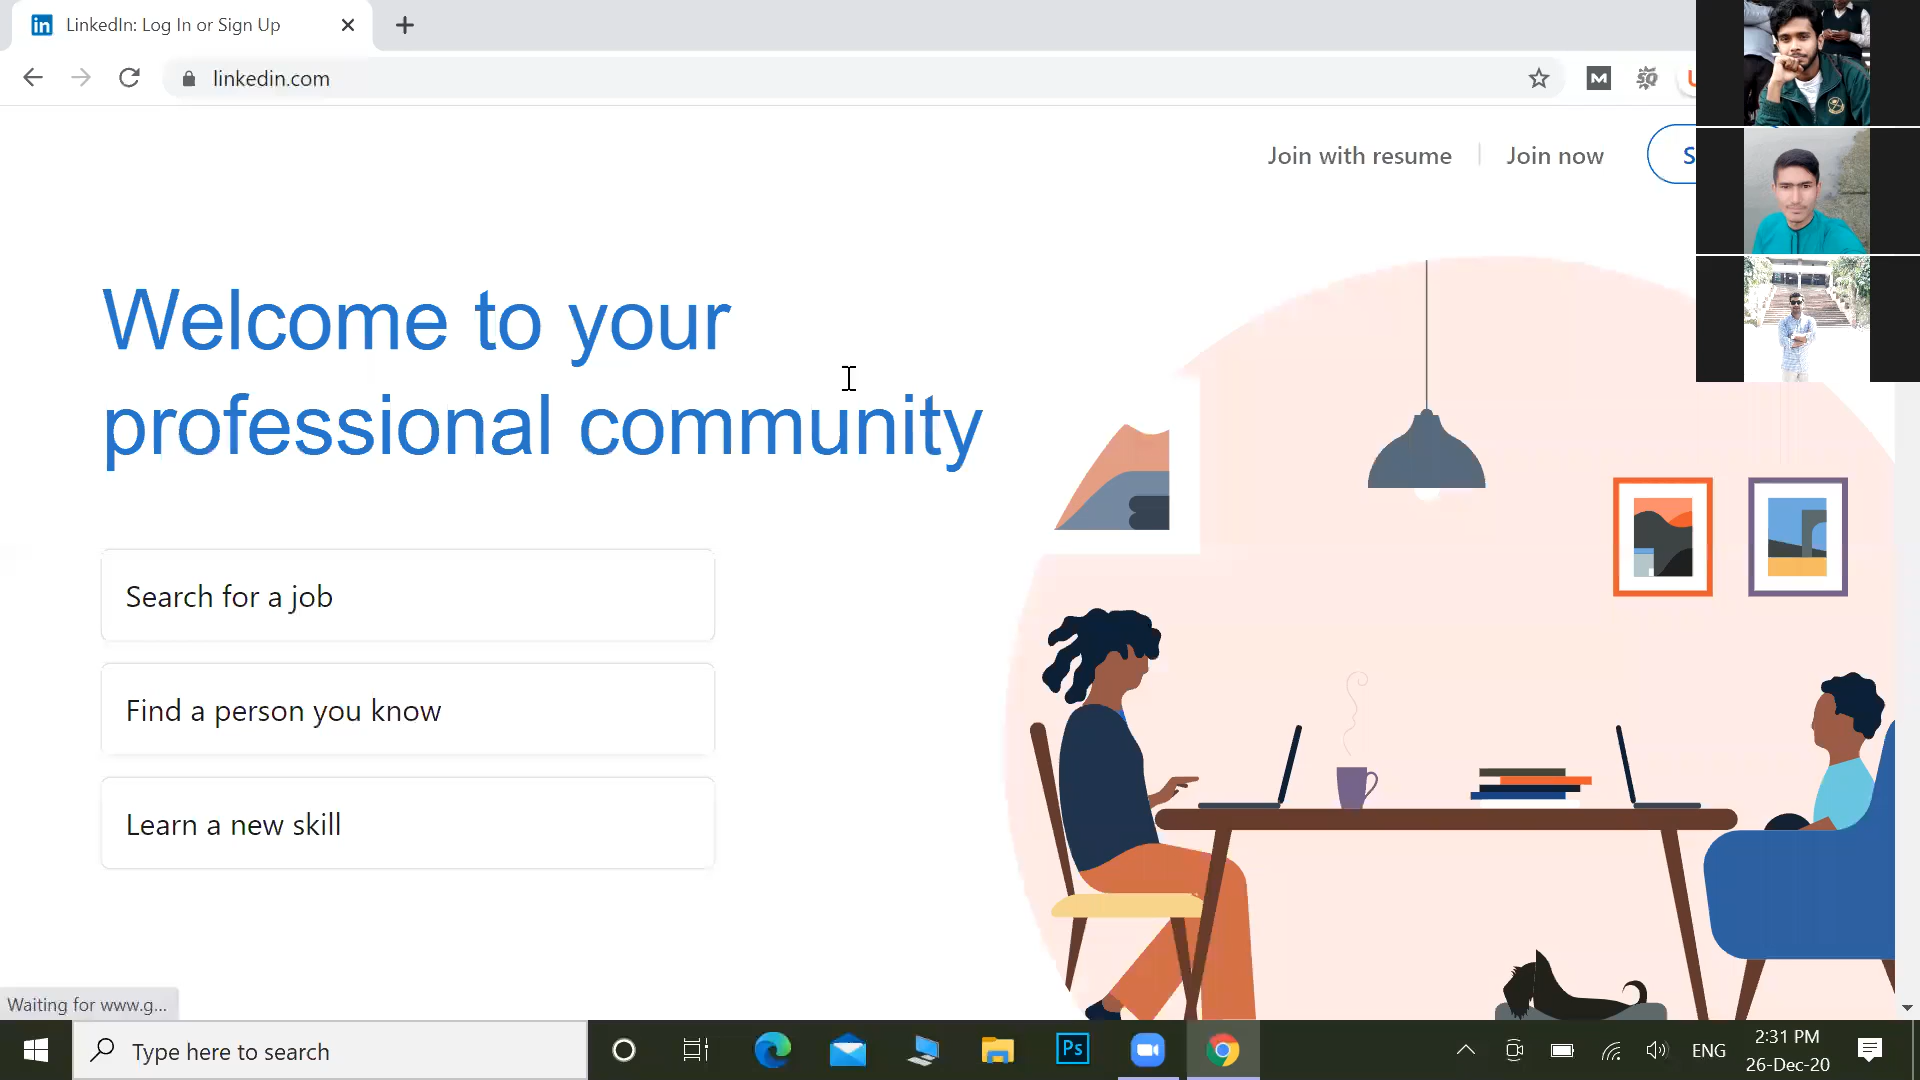 in LinkedIn: Log In or Sign Up
linkedin.com
Join with resume
Join now
S
Welcome to your
professional community
Search for a job
Find a person you know
Learn a new skill
Waiting for www.g...
Type here to search
Ps
ENG
2:31 PM
26-Dec-20